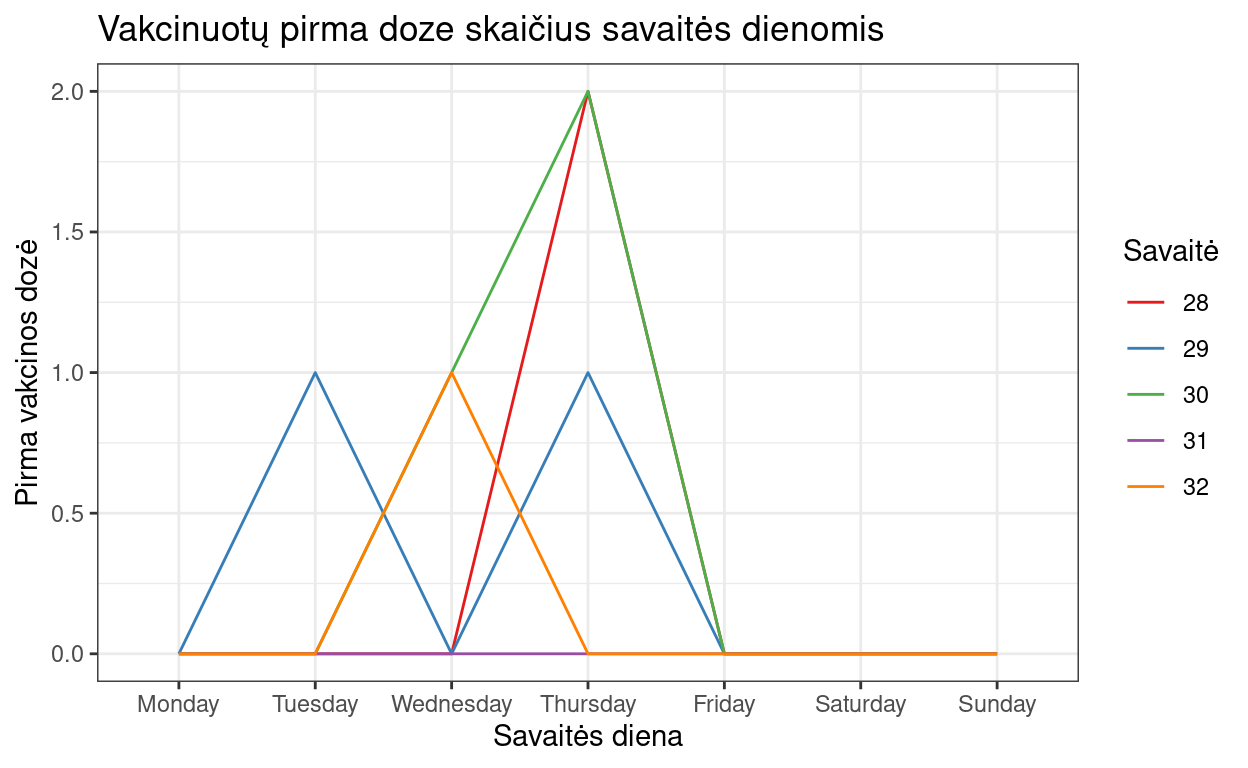 Vakcinuotų pirma doze skaičius savaitės dienomis
Pirma vakcinos dozė
2.0
1.5
1.0
0.5
0.0
Monday Tuesday Wednesday Thursday Friday Saturday Sunday
Savaitės diena
Savaitė
28
29
30
31
32